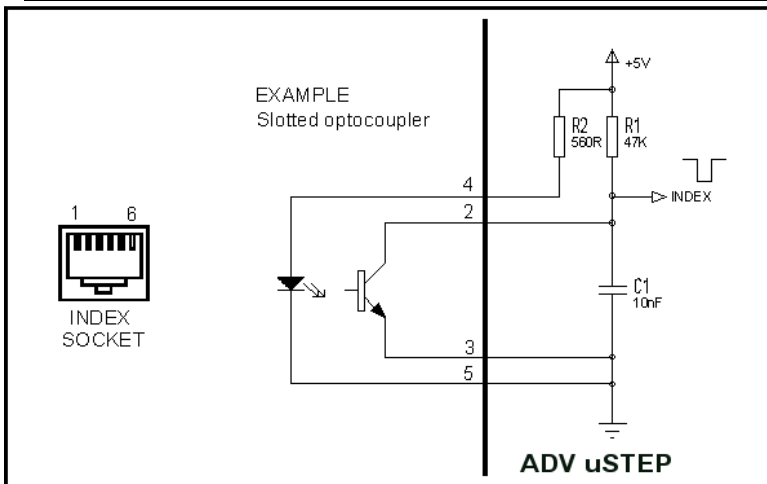 +5V
EXAMPLE
Slotted optocoupler
R2
560R
R1
47K
4
INDEX
2
1 6
C1
10nF
INDEX
SOCKET
3
5
ADV uSTEP